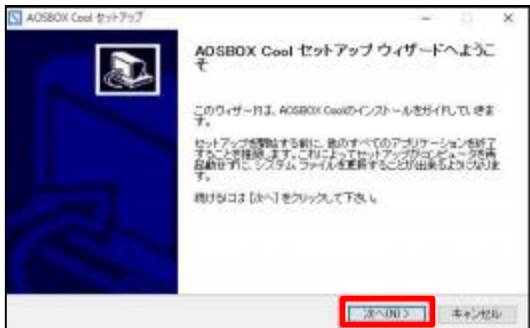 AOSBOX Cool セットアップ
AOSBOX Cool セットアップ ウィザードへようこ
そ
このウィザードは、AOSBOX Coolのインストールをガイドしていきま
す。
セットアップを開始する前に、他のすべてのアプリケーションを終了
することを推奨します。これによってセットアップがコンピュータを再
起動せずに、システム ファイルを更新することが出来るようになりま
す。
続けるには [次へ] をクリックして下さい。
次へ(N) >
キャンセル